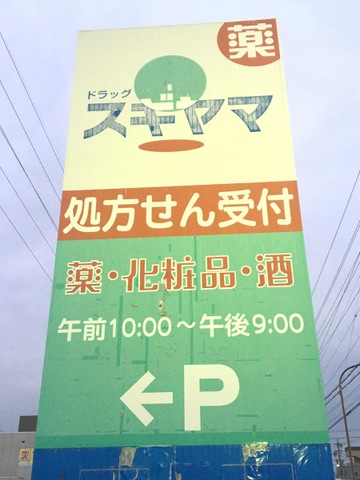 薬
ドラッグ
スギヤマ
処方せん受付
薬・化粧品・酒
午前10:00～午後9:00
←P